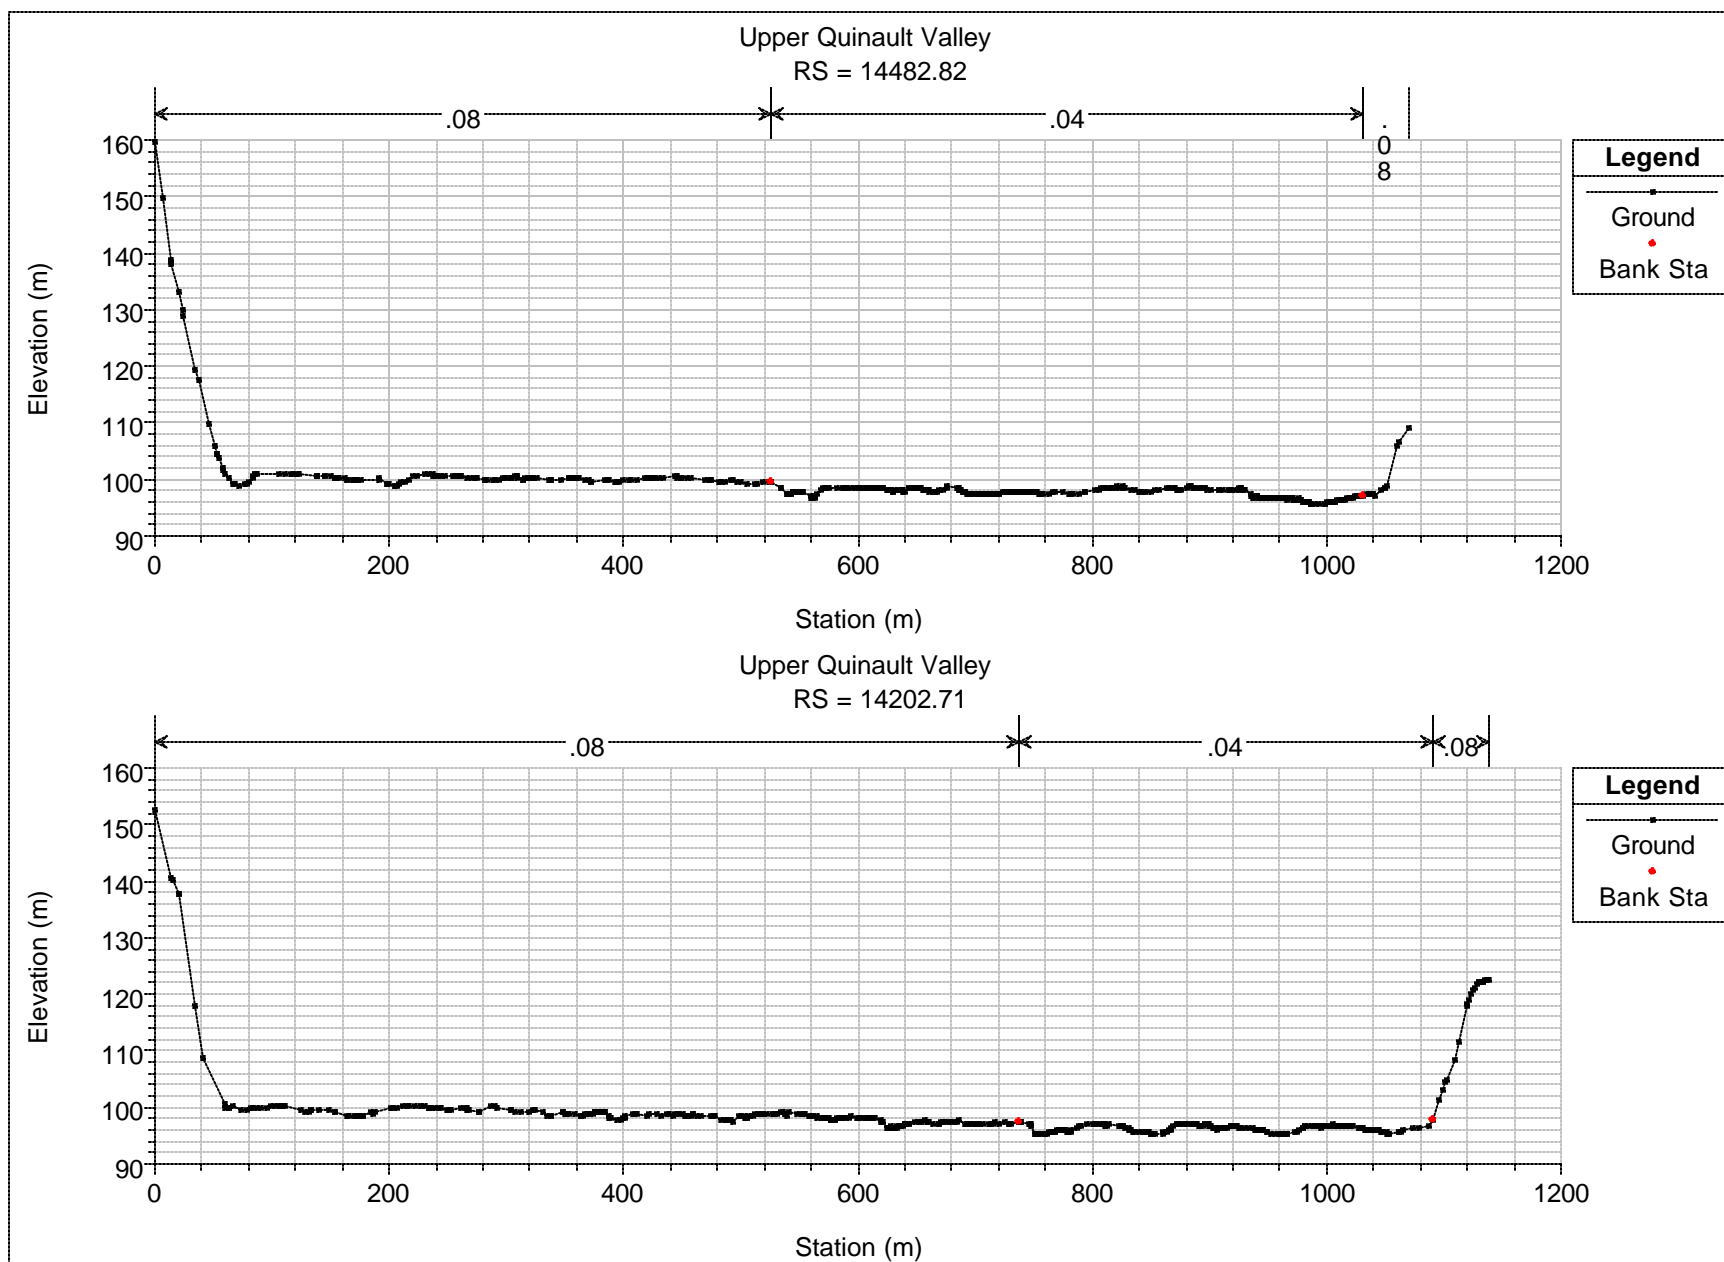 Upper Quinault Valley
RS = 14482.82
.08
.04
.08
160
150
140
130
120
110
100
90
Elevation (m)
0
200
400
600
800
1000
1200
Station (m)
Legend
Ground
Bank Sta
Upper Quinault Valley
RS = 14202.71
.08
.04
.08
160
150
140
130
120
110
100
90
Elevation (m)
0
200
400
600
800
1000
1200
Station (m)
Legend
Ground
Bank Sta